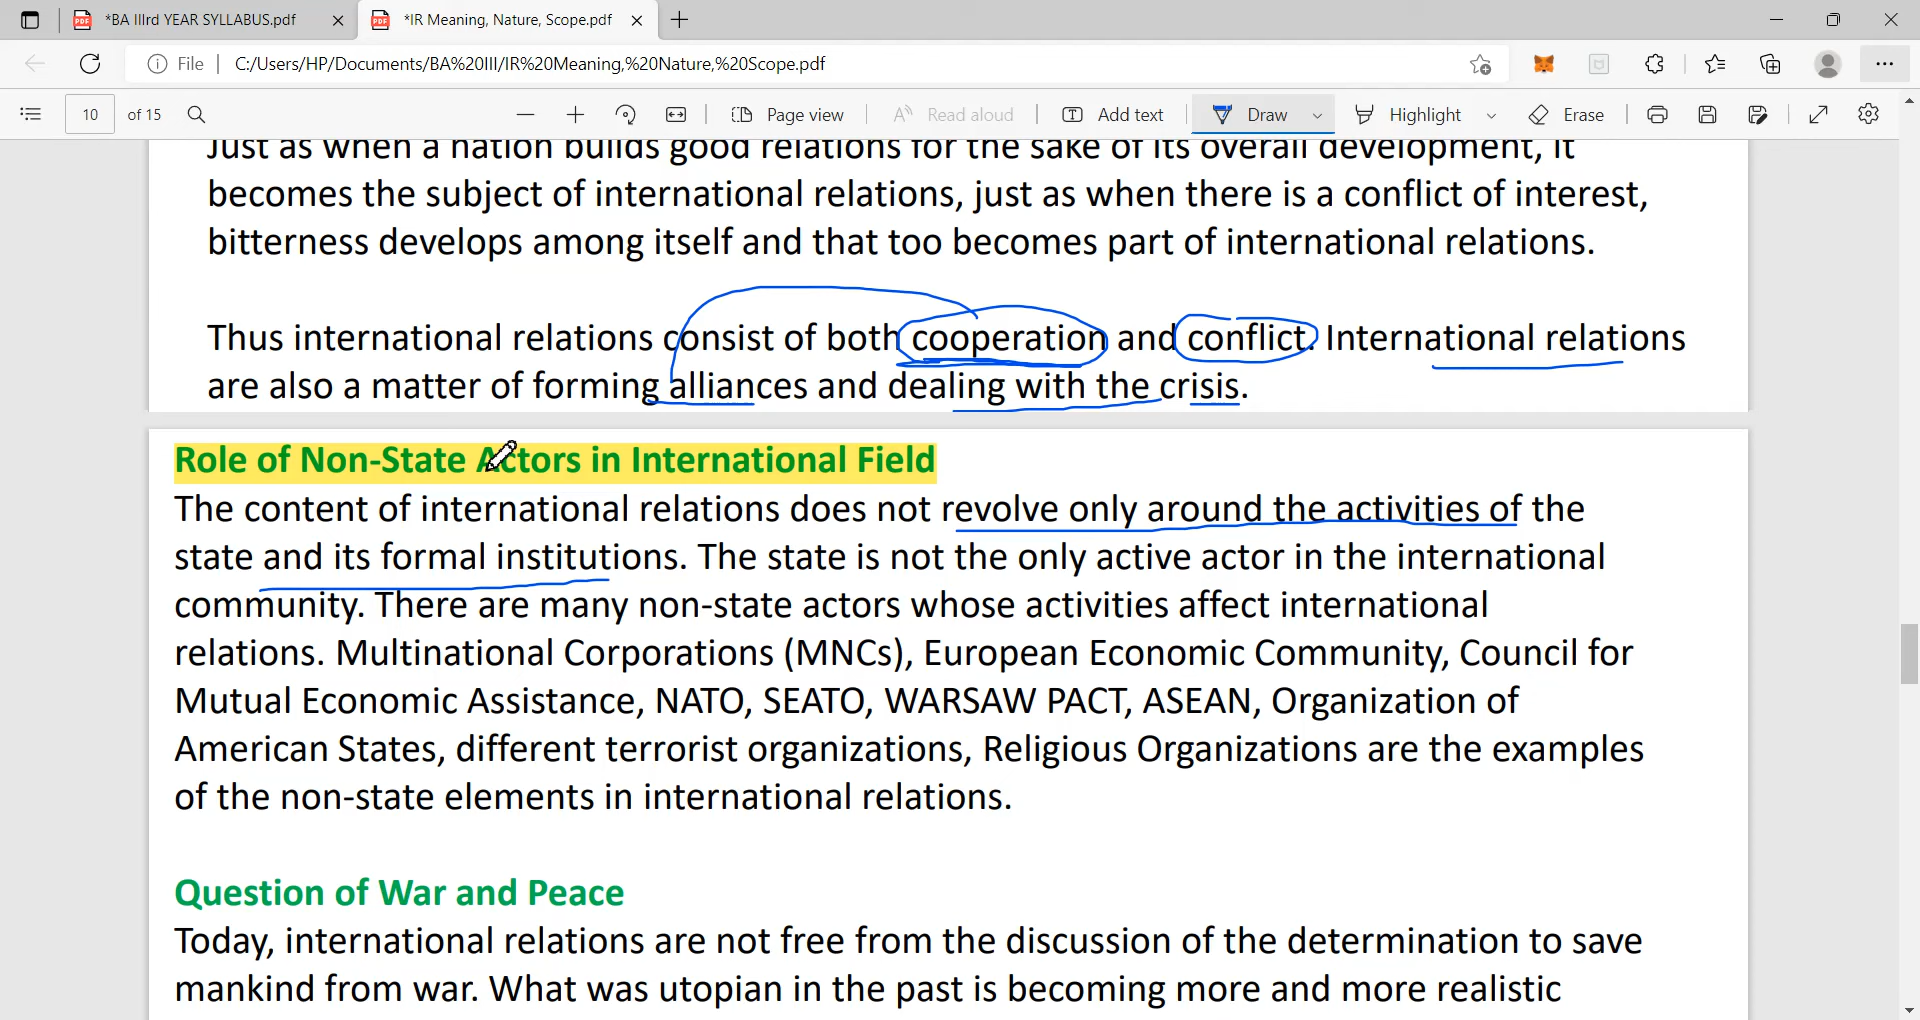 *BA IIIrd YEAR SYLLABUS.pdf
*IR Meaning, Nature, Scope.pdf
File
C:/Users/HP/Documents/BA%20III/IR%20Meaning,%20Nature,%20Scope.pdf
10 of 15
Page view
Read aloud
Add text
Draw
Highlight
Erase
Just as when a nation builds good relations for the sake of its overall development, it
becomes the subject of international relations, just as when there is a conflict of interest,
bitterness develops among itself and that too becomes part of international relations.
Thus international relations consist of both cooperation and conflict. International relations
are also a matter of forming alliances and dealing with the crisis.
Role of Non-State Actors in International Field
The content of international relations does not revolve only around the activities of the
state and its formal institutions. The state is not the only active actor in the international
community. There are many non-state actors whose activities affect international
relations. Multinational Corporations (MNCs), European Economic Community, Council for
Mutual Economic Assistance, NATO, SEATO, WARSAW PACT, ASEAN, Organization of
American States, different terrorist organizations, Religious Organizations are the examples
of the non-state elements in international relations.
Question of War and Peace
Today, international relations are not free from the discussion of the determination to save
mankind from war. What was utopian in the past is becoming more and more realistic